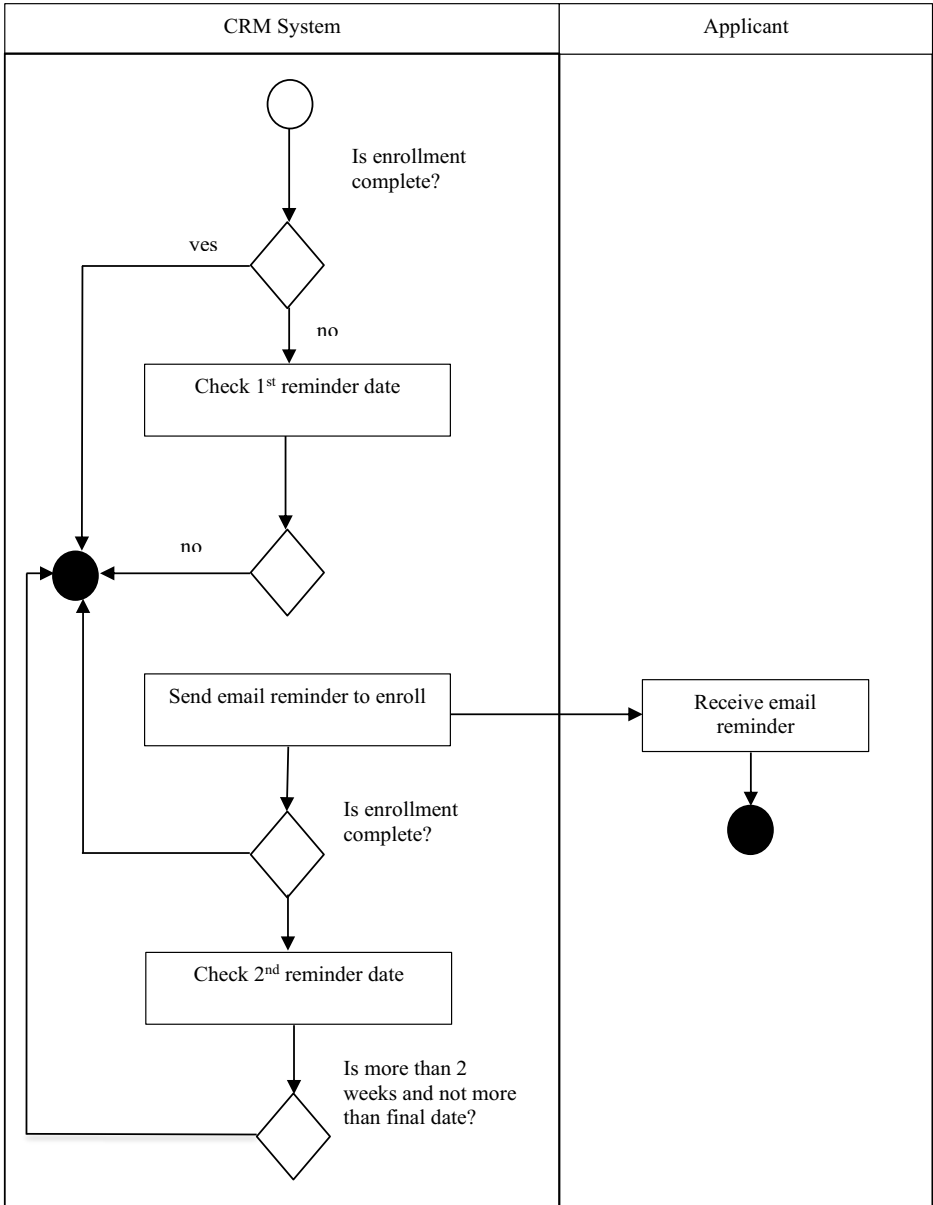 CRM System
Applicant
Is enrollment
complete?
yes
no
Check 1st reminder date
no
Send email reminder to enroll
Receive email
reminder
Is enrollment
complete?
Check 2nd reminder date
Is more than 2
weeks and not more
than final date?